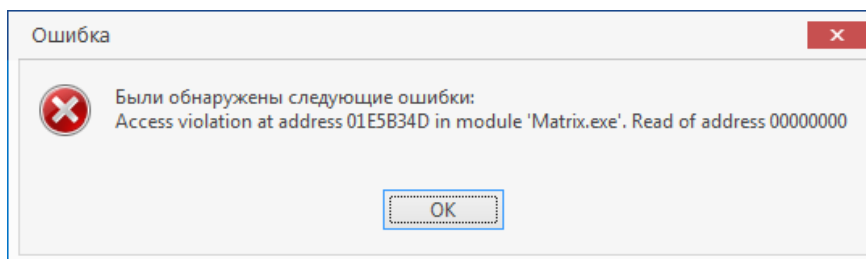 Ошибка
Были обнаружены следующие ошибки:
Access violation at address 01E5B34D in module 'Matrix.exe'. Read of address 00000000
OK